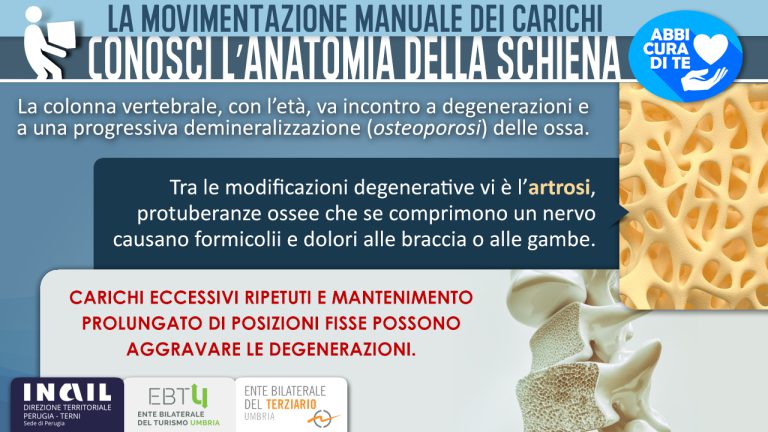 LA MOVIMENTAZIONE MANUALE DEI CARICHI
CONOSCI L'ANATOMIA DELLA SCHIENA
ABBI
CURA
DI TE
La colonna vertebrale, con l'età, va incontro a degenerazioni e
a una progressiva demineralizzazione (osteoporosi) delle ossa.
Tra le modificazioni degenerative vi è l'artrosi,
protuberanze ossee che se comprimono un nervo
causano formicolii e dolori alle braccia o alle gambe.
CARICHI ECCESSIVI RIPETUTI E MANTENIMENTO
PROLUNGATO DI POSIZIONI FISSE POSSONO
AGGRAVARE LE DEGENERAZIONI.
INAIL
DIREZIONE TERRITORIALE
PERUGIA - TERNI
Sede di Perugia
EBT4
ENTE BILATERALE
DEL TURISMO UMBRIA
ENTE BILATERALE
DEL TERZIARIO
UMBRIA